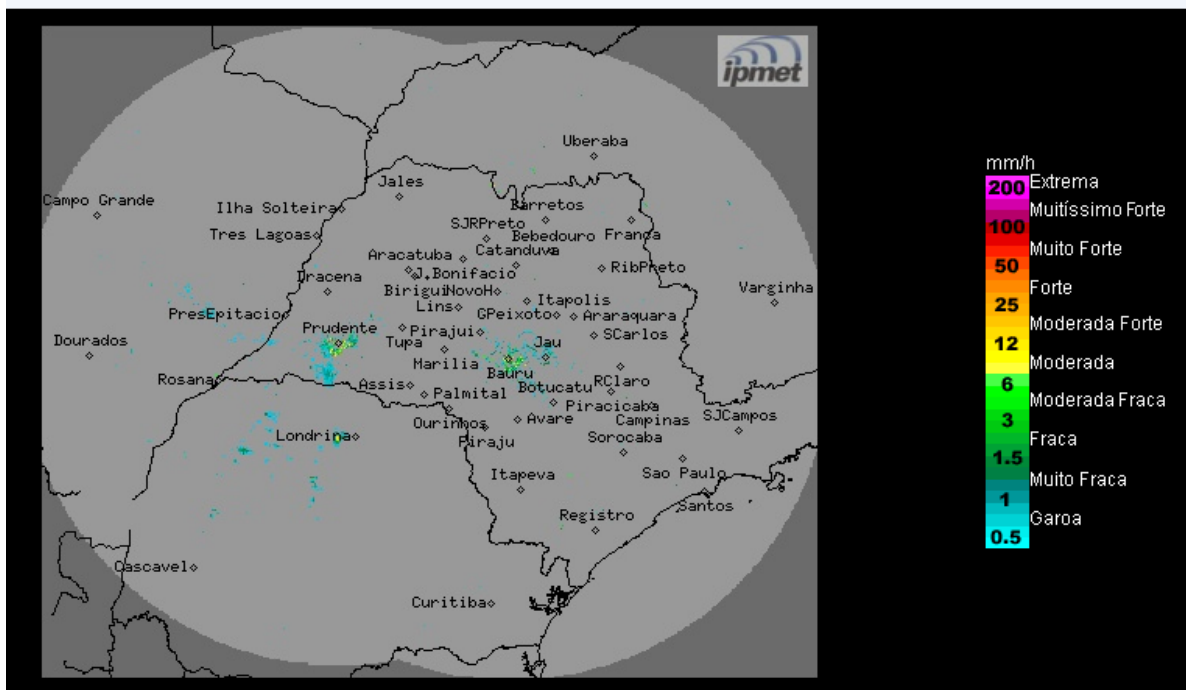 ipmet
Uberaba
Jales
Campo Grande
Ilha Solteira
Barretos
SJRPreto
Tres Lagoas
Bebedouro
Franca
Aracatuba
Catanduva
Dracena
J.Bonifacio
RibPreto
Birigui
NovoH
Itapolis
Varginha
PresEpitacio
Lins
GPeixoto
Araraquara
Prudente
Pirajui
SCarlos
Dourados
Tupa
Jau
Marilia
Bauru
Rosana
Assis
Botucatu
RClaro
Palmital
Piracicaba
Ourinhos
Avare
Campinas
SJCampos
Londrina
Piraju
Sorocaba
Itapeva
Sao Paulo
Santos
Registro
Cascavel
Curitiba
mm/h
200 Extrema
Muitíssimo Forte
100
Muito Forte
50
Forte
25
Moderada Forte
12
Moderada
6
Moderada Fraca
3
Fraca
1.5
Muito Fraca
1
Garoa
0.5